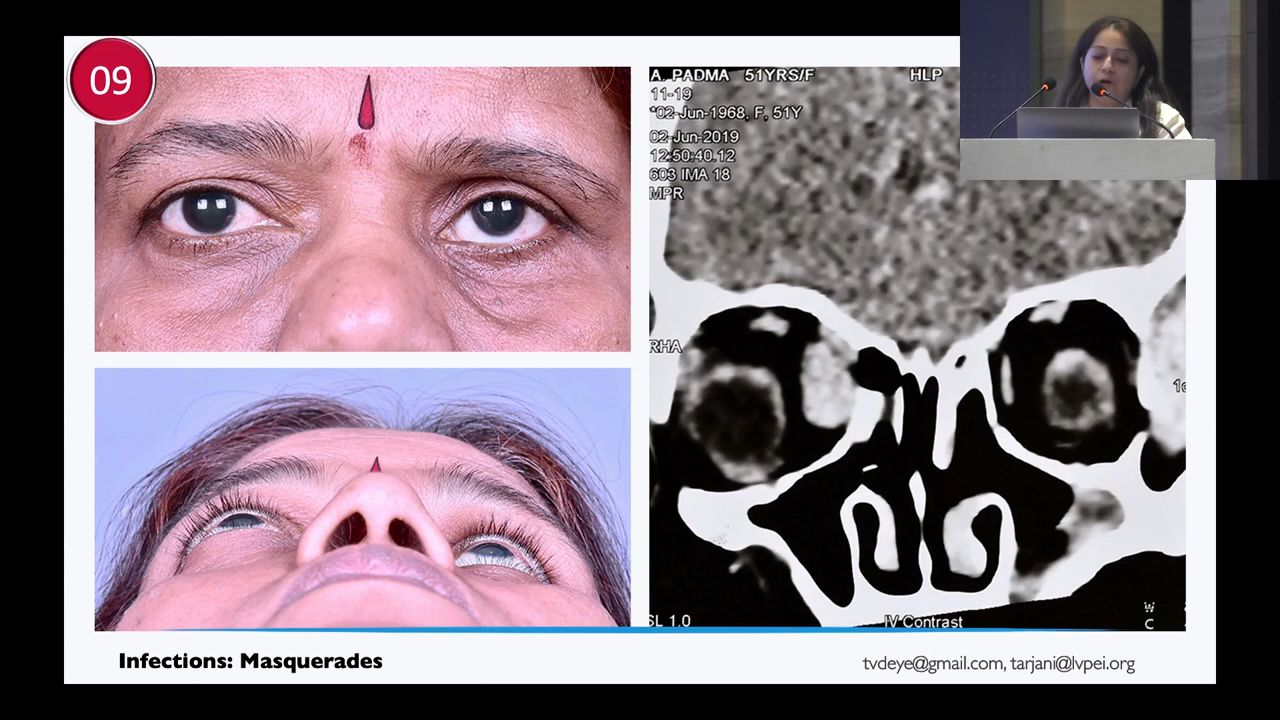 09
A, PADMA 51YRS/F HLP
11-19
*02-Jun-1968, F, 51Y
02-Jun-2019
12:50:40.12
603 IMA 18
MPR
RHA
SL 1.0
IV Contrast
W
C
Infections: Masquerades
tvdeye@gmail.com, tarjani@lvpei.org